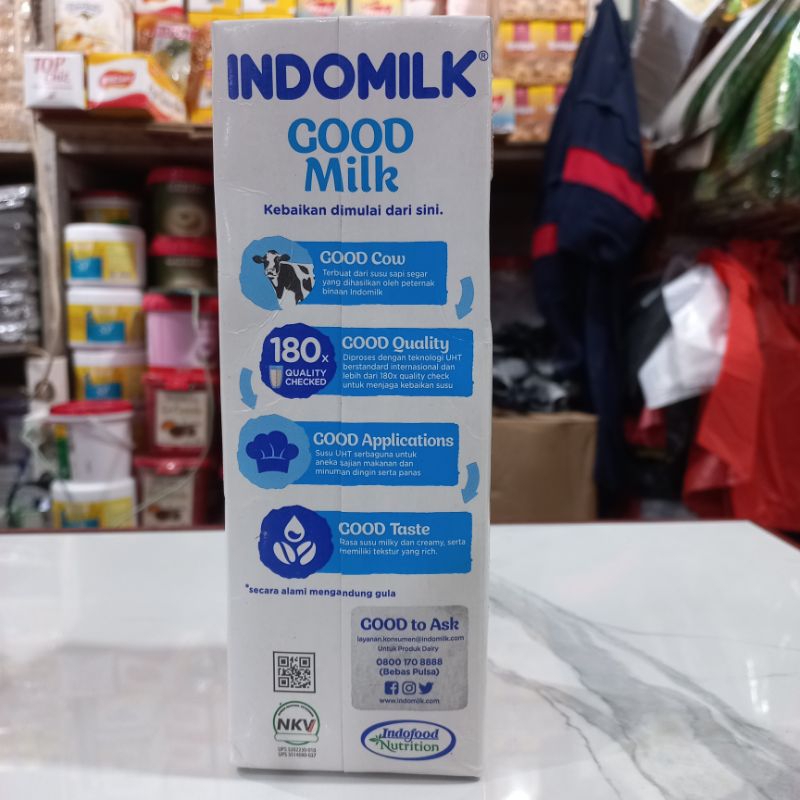 INDOMILK®
GOOD
Milk
Kebaikan dimulai dari sini.
GOOD Cow
Terbuat dari susu sapi segar
yang dihasilkan oleh peternak
binaan Indomilk
180x
QUALITY
CHECKED
GOOD Quality
Diproses dengan teknologi UHT
berstandard internasional dan
lebih dari 180x quality check
untuk menjaga kebaikan susu
GOOD Applications
Susu UHT serbaguna untuk
aneka sajian makanan dan
minuman dingin serta panas
GOOD Taste
Rasa susu milky dan creamy, serta
memiliki tekstur yang rich.
*secara alami mengandung gula
GOOD to Ask
layanan.konsumen@indomilk.com
Untuk Produk Dairy
0800 170 8888
(Bebas Pulsa)
www.indomilk.com
NKV
Indofood
Nutrition
TOP